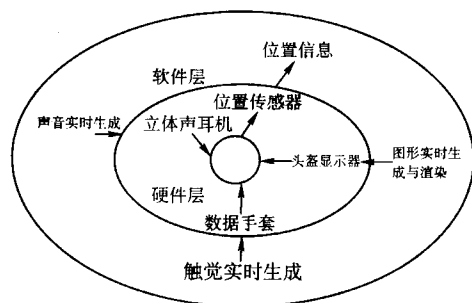 位置信息
软件层
位置传感器
声音实时生成
立体声耳机
头盔显示器
图形实时生
成与渲染
硬件层
数据手套
触觉实时生成